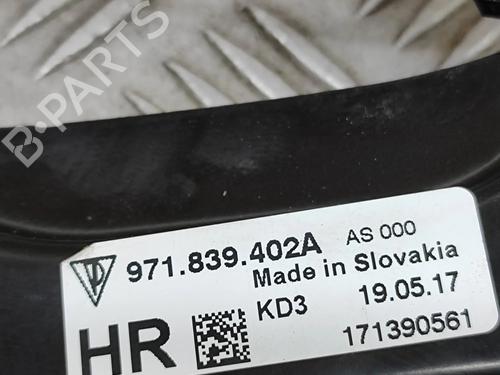 B-PARTS
971.839.402A AS 000
Made in Slovakia
KD3 19.05.17
HR
171390561